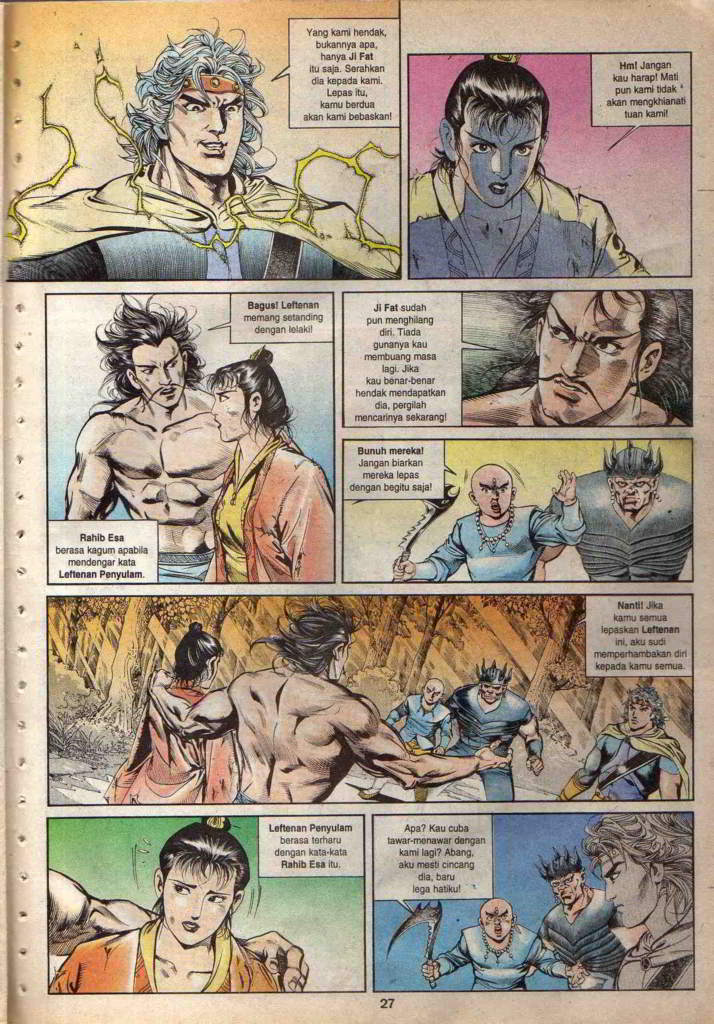 Yang kami hendak,
bukannya apa,
hanya Ji Fat
itu saja. Serahkan
dia kepada kami.
Lepas itu,
kamu berdua
akan kami bebaskan!
Hm! Jangan
kau harap! Mati
pun kami tidak
akan mengkhianati
tuan kami!
Bagus! Leftenan
memang setanding
dengan lelaki!
Rahib Esa
berasa kagum apabila
mendengar kata
Leftenan Penyulam.
Ji Fat sudah
pun menghilang
diri. Tiada
gunanya kau
membuang masa
lagi. Jika
kau benar-benar
hendak mendapatkan
dia, pergilah
mencarinya sekarang!
Bunuh mereka!
Jangan biarkan
mereka lepas
dengan begitu saja!
Nanti! Jika
kamu semua
lepaskan Leftenan
ini, aku sudi
memperhambakan diri
kepada kamu semua.
Leftenan Penyulam
berasa terharu
dengan kata-kata
Rahib Esa itu.
Apa? Kau cuba
tawar-menawar dengan
kami lagi? Abang,
aku mesti cincang
dia, baru
lega hatiku!
27